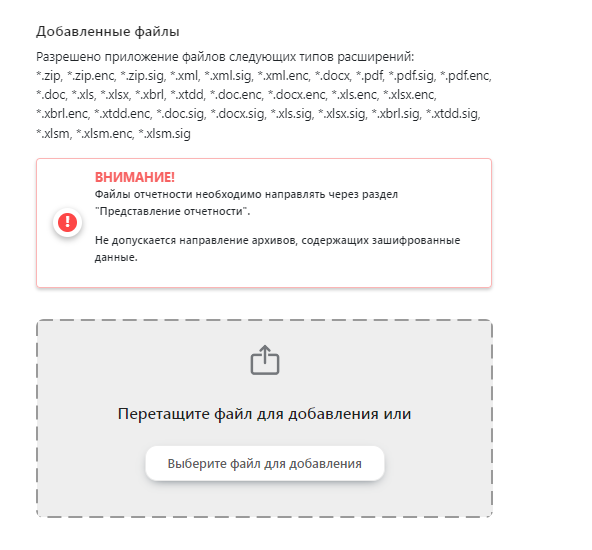 Добавленные файлы
Разрешено приложение файлов следующих типов расширений:
*.zip, *.zip.enc, *.zip.sig, *.xml, *.xml.sig, *.xml.enc, *.docx, *.pdf, *.pdf.sig, *.pdf.enc,
*.doc, *.xls, *.xlsx, *.xbrl, *.xtdd, *.doc.enc, *.docx.enc, *.xls.enc, *.xlsx.enc,
*.xbrl.enc, *.xtdd.enc, *.doc.sig, *.docx.sig, *.xls.sig, *.xlsx.sig, *.xbrl.sig, *.xtdd.sig,
*.xlsm, *.xlsm.enc, *.xlsm.sig
ВНИМАНИЕ!
Файлы отчетности необходимо направлять через раздел
"Представление отчетности".
Не допускается направление архивов, содержащих зашифрованные
данные.
Перетащите файл для добавления или
Выберите файл для добавления